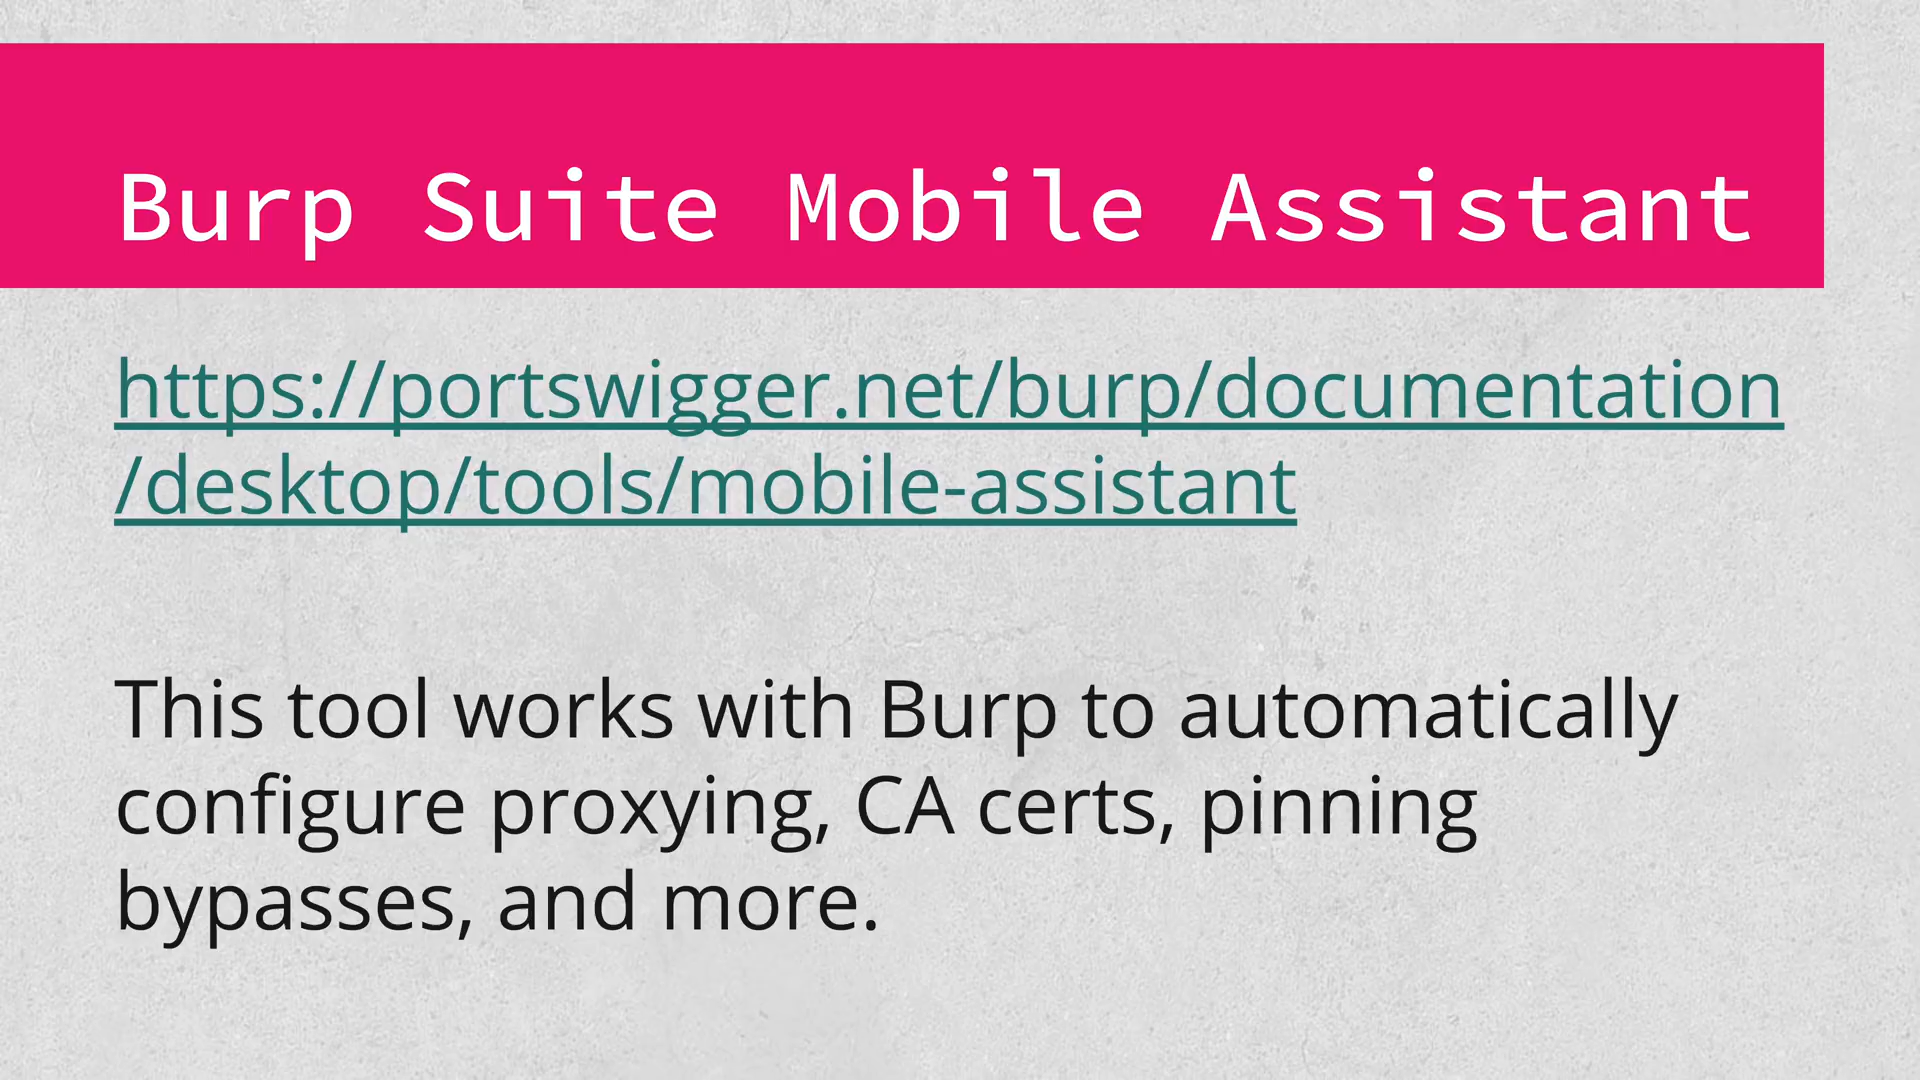 Burp Suite Mobile Assistant
https://portswigger.net/burp/documentation
/desktop/tools/mobile-assistant
This tool works with Burp to automatically
configure proxying, CA certs, pinning
bypasses, and more.